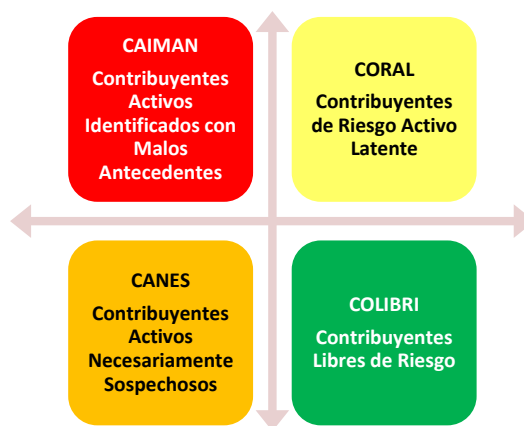 CAIMAN
Contribuyentes
Activos
Identificados con
Malos
Antecedentes
CORAL
Contribuyentes
de Riesgo Activo
Latente
CANES
Contribuyentes
Activos
Necesariamente
Sospechosos
COLIBRI
Contribuyentes
Libres de Riesgo